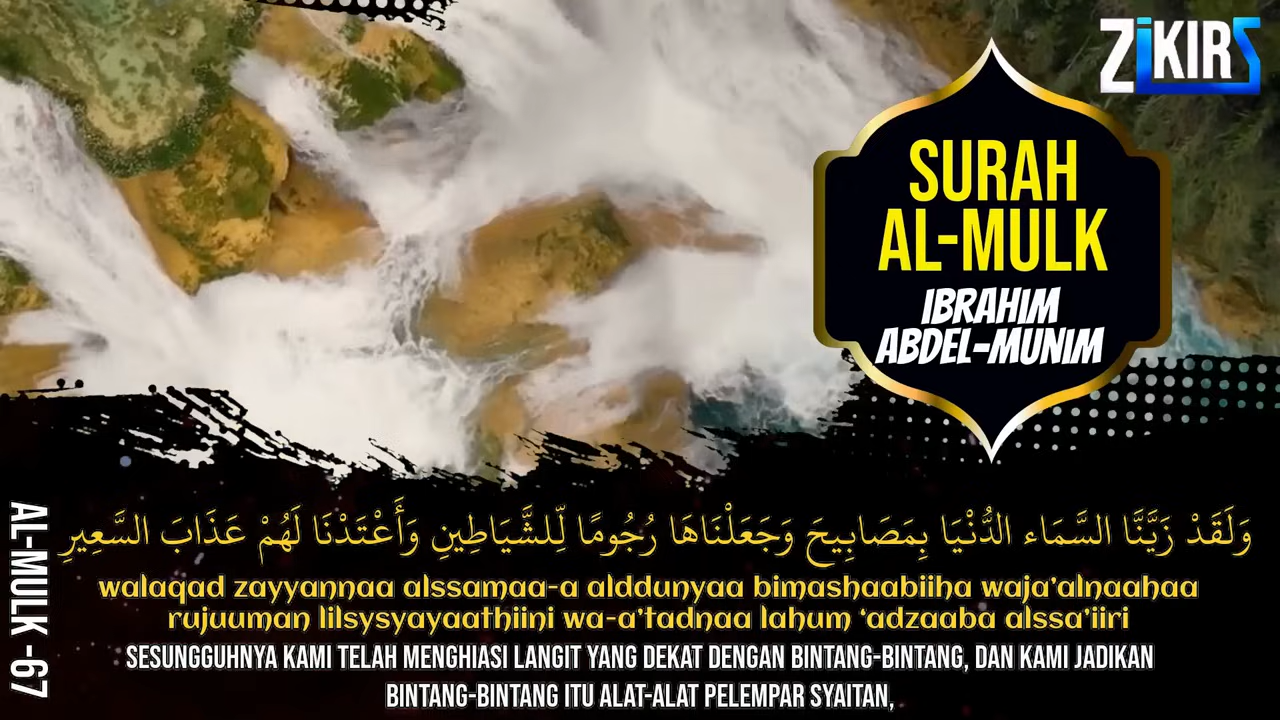 ZiKIRS
SURAH
AL-MULK
IBRAHIM
ABDEL-MUNIM
وَلَقَدْ زَيَّنَّا السَّمَاء الدُّنْيَا بِمَصَابِيحَ وَجَعَلْنَاهَا رُجُومًا لِّلشَّيَاطِينِ وَأَعْتَدْنَا لَهُمْ عَذَابَ السَّعِيرِ
walaqad zayyannaa alssamaa-a alddunyaa bimashaabiiha waja'alnaahaa
rujuuman lilsysyayaathiini wa-a'tadnaa lahum 'adzaaba alssa'iiri
SESUNGGUHNYA KAMI TELAH MENGHIASI LANGIT YANG DEKAT DENGAN BINTANG-BINTANG, DAN KAMI JADIKAN
BINTANG-BINTANG ITU ALAT-ALAT PELEMPAR SYAITAN,
AL-MULK -67